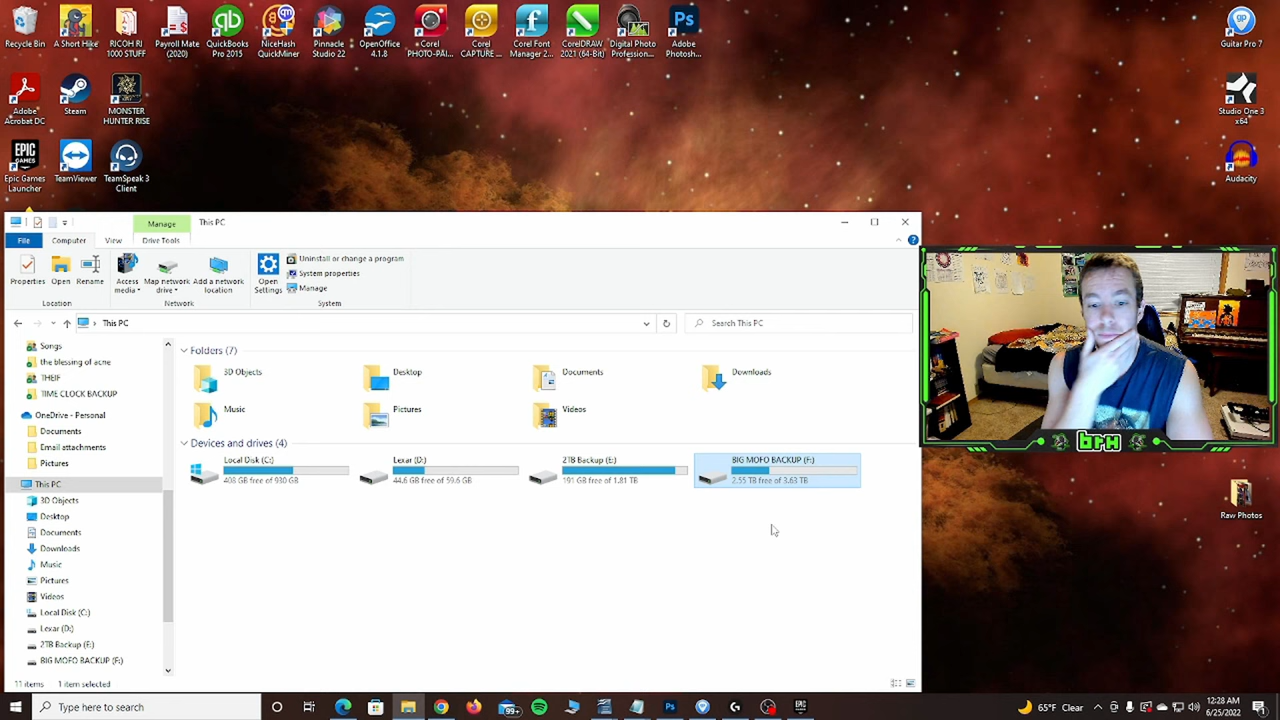 Recycle Bin
A Short Hike
RICOH RI 1000 STUFF
Payroll Mate (2020)
QuickBooks Pro 2015
NiceHash QuickMiner
Pinnacle Studio 22
OpenOffice 4.1.8
Corel PHOTO-PAI...
Corel CAPTURE ...
Corel Font Manager 2...
CorelDRAW 2021 (64-Bit)
Digital Photo Profession...
Adobe Photosh...
Guitar Pro 7
Adobe Acrobat DC
Steam
MONSTER HUNTER RISE
Studio One 3 x64
Epic Games Launcher
TeamViewer
TeamSpeak 3 Client
Audacity
Manage
This PC
File
Computer
View
Drive Tools
Properties
Open
Rename
Access media
Map network drive
Add a network location
Open Settings
Uninstall or change a program
System properties
Manage
Location
Network
System
This PC
Search This PC
Songs
the blessing of acne
THEIF
TIME CLOCK BACKUP
OneDrive - Personal
Documents
Email attachments
Pictures
This PC
3D Objects
Desktop
Documents
Downloads
Music
Pictures
Videos
Local Disk (C:)
Lexar (D:)
2TB Backup (E:)
BIG MOFO BACKUP (F:)
Folders (7)
3D Objects
Desktop
Documents
Downloads
Music
Pictures
Videos
Devices and drives (4)
Local Disk (C:)
408 GB free of 930 GB
Lexar (D:)
44.6 GB free of 59.6 GB
2TB Backup (E:)
191 GB free of 1.81 TB
BIG MOFO BACKUP (F:)
2.55 TB free of 3.63 TB
brh
Raw Photos
11 items
1 item selected
Type here to search
99+
65°F Clear
12:28 AM
6/25/2022